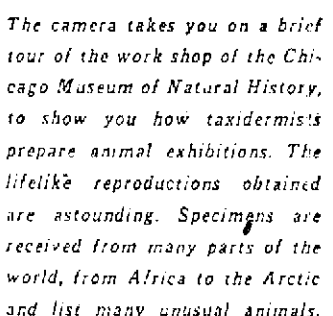 The camera takes you on a brief
tour of the work shop of the Chi-
cago Museum of Natural History,
to show you how taxidermists
prepare animal exhibitions. The
lifelike reproductions obtained
are astounding. Specimens are
received from many parts of the
world, from Africa to the Arctic
and list many unusual animals.